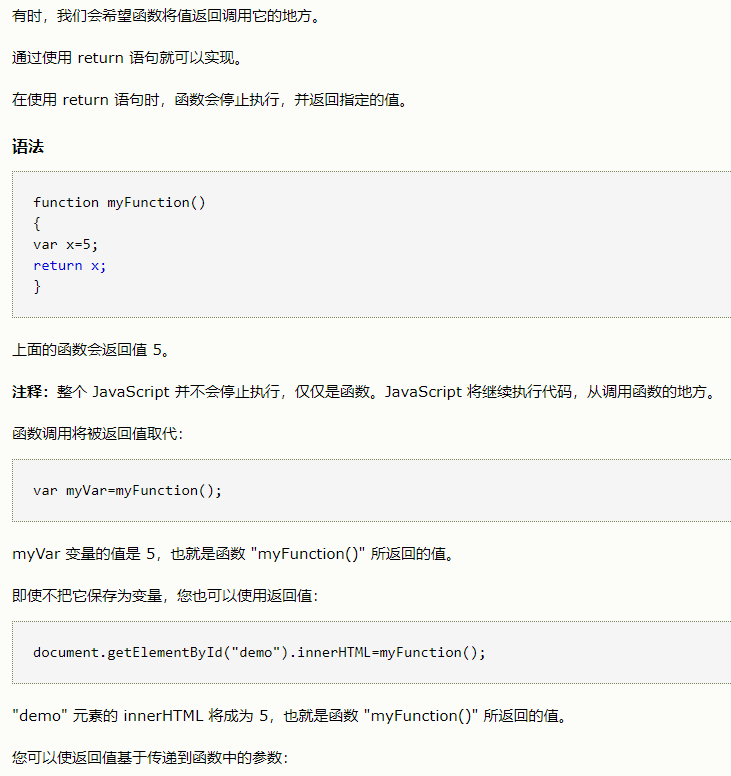 有时，我们会希望函数将值返回调用它的地方。
通过使用 return 语句就可以实现。
在使用 return 语句时，函数会停止执行，并返回指定的值。
语法
function myFunction()
{
var x=5;
return x;
}
上面的函数会返回值 5。
注释：整个 JavaScript 并不会停止执行，仅仅是函数。JavaScript 将继续执行代码，从调用函数的地方。
函数调用将被返回值取代：
var myVar=myFunction();
myVar 变量的值是 5，也就是函数 "myFunction()" 所返回的值。
即使不把它保存为变量，您也可以使用返回值：
document.getElementById("demo").innerHTML=myFunction();
"demo" 元素的 innerHTML 将成为 5，也就是函数 "myFunction()" 所返回的值。
您可以使返回值基于传递到函数中的参数：